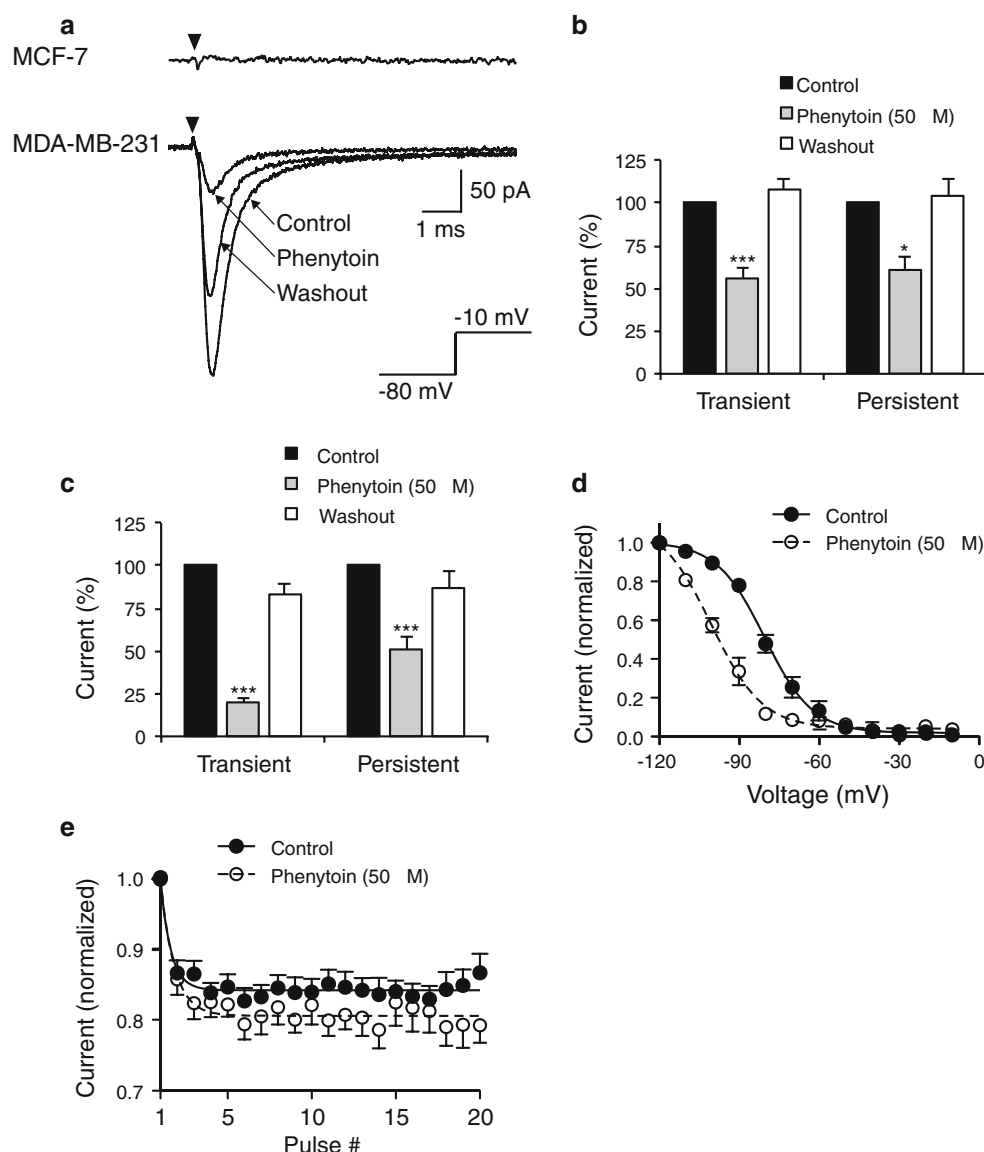 a
MCF-7
MDA-MB-231
50 pA
1 ms
Control
Phenytoin
Washout
-10 mV
-80 mV
b
Control
Phenytoin (50 M)
Washout
Current (%)
125
100
75
50
25
0
***
*
Transient
Persistent
c
Control
Phenytoin (50 M)
Washout
Current (%)
125
100
75
50
25
0
***
***
Transient
Persistent
d
Control
Phenytoin (50 M)
Current (normalized)
1.0
0.8
0.6
0.4
0.2
0.0
-120 -90 -60 -30 0
Voltage (mV)
e
Control
Phenytoin (50 M)
Current (normalized)
1.0
0.9
0.8
0.7
1 5 10 15 20
Pulse #